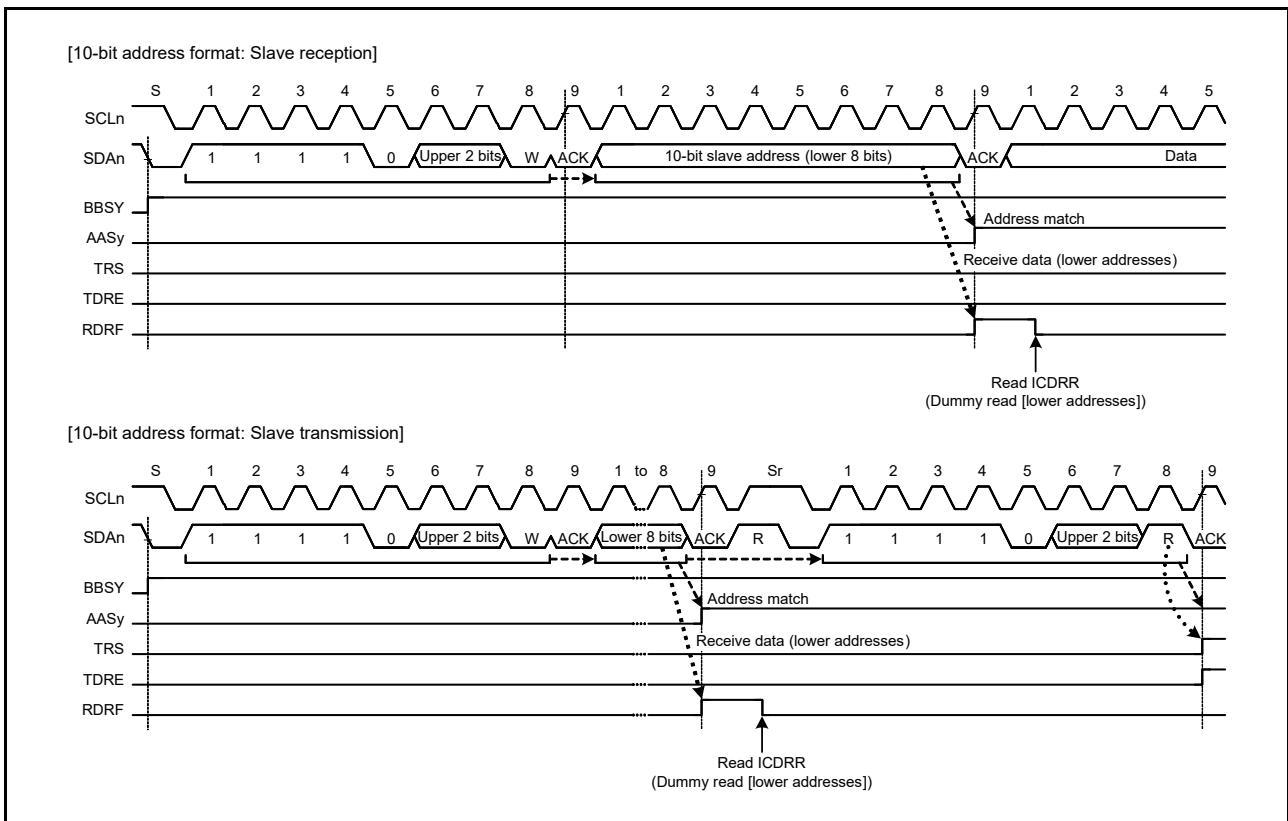 [10-bit address format: Slave reception]
S 1 2 3 4 5 6 7 8 9 1 2 3 4 5 6 7 8 9 1 2 3 4 5
SCLn
SDAn 1 1 1 1 0 Upper 2 bits W ACK 10-bit slave address (lower 8 bits) ACK Data
BBSY
Address match
AASy
Receive data (lower addresses)
TRS
TDRE
RDRF
Read ICDRR
(Dummy read [lower addresses])
[10-bit address format: Slave transmission]
S 1 2 3 4 5 6 7 8 9 1 to 8 9 Sr 1 2 3 4 5 6 7 8 9
SCLn
SDAn 1 1 1 1 0 Upper 2 bits W ACK Lower 8 bits ACK R 1 1 1 1 0 Upper 2 bits R ACK
BBSY
Address match
AASy
Receive data (lower addresses)
TRS
TDRE
RDRF
Read ICDRR
(Dummy read [lower addresses])